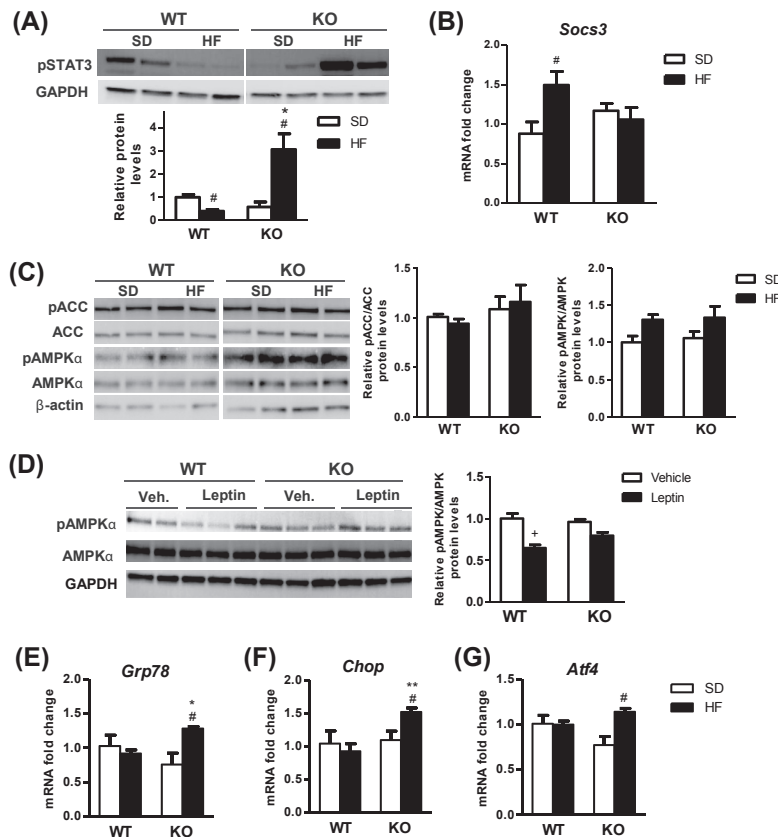 (A)
WT KO
SD HF SD HF
pSTAT3
GAPDH
Relative protein
levels
5
4
3
2
1
0
#
*
#
WT KO
SD
HF
(B)
Socs3
mRNA fold change
2.0
1.5
1.0
0.5
0.0
#
WT KO
SD
HF
(C)
WT KO
SD HF SD HF
pACC
ACC
pAMPKα
AMPKα
β-actin
Relative pACC/ACC
protein levels
1.5
1.0
0.5
0.0
WT KO
Relative pAMPK/AMPK
protein levels
2.0
1.5
1.0
0.5
0.0
WT KO
SD
HF
(D)
WT KO
Veh. Leptin Veh. Leptin
pAMPKα
AMPKα
GAPDH
Relative pAMPK/AMPK
protein levels
1.5
1.0
0.5
0.0
+
WT KO
Vehicle
Leptin
(E)
Grp78
mRNA fold change
2.0
1.5
1.0
0.5
0.0
*
#
WT KO
(F)
Chop
mRNA fold change
2.0
1.5
1.0
0.5
0.0
**
#
WT KO
(G)
Atf4
mRNA fold change
1.5
1.0
0.5
0.0
#
WT KO
SD
HF